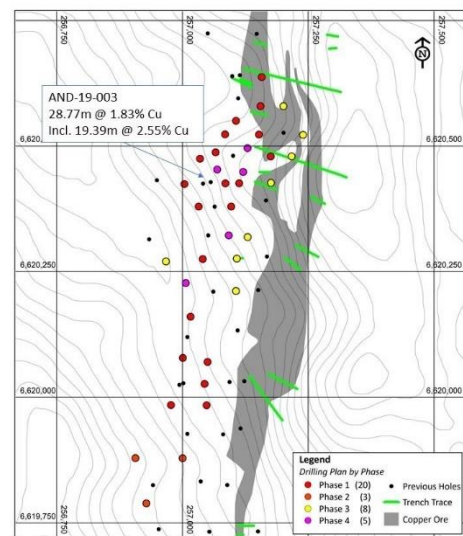 256,750
257,000
257,250
257,500
N
AND-19-003
28.77m @ 1.83% Cu
Incl. 19.39m @ 2.55% Cu
6,620,500
6,620,500
6,620,250
6,620,250
6,620,000
6,620,000
6,619,750
256,750
257,000
Legend
Drilling Plan by Phase
Phase 1 (20)
Phase 2 (3)
Phase 3 (8)
Phase 4 (5)
Previous Holes
Trench Trace
Copper Ore